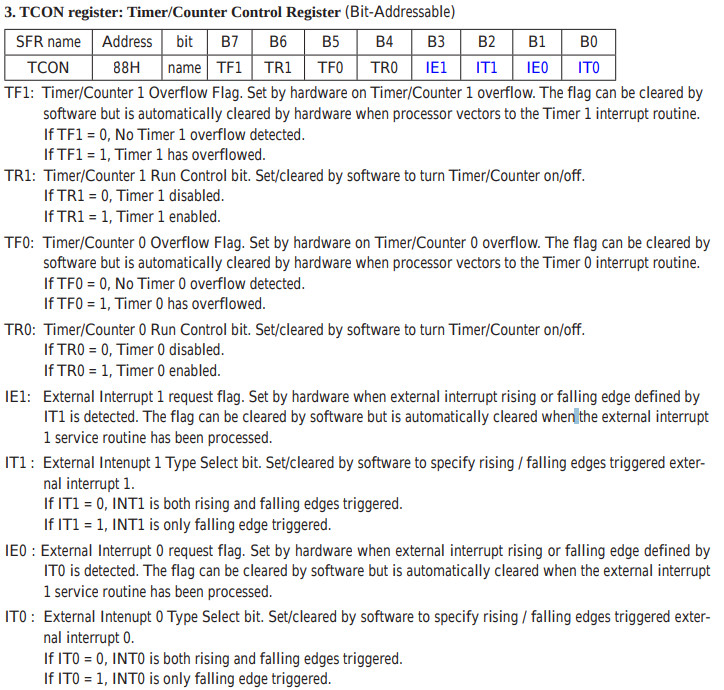 3. TCON register: Timer/Counter Control Register (Bit-Addressable)
SFR name Address bit B7 B6 B5 B4 B3 B2 B1 B0
TCON 88H name TF1 TR1 TF0 TR0 IE1 IT1 IE0 IT0
TF1: Timer/Counter 1 Overflow Flag. Set by hardware on Timer/Counter 1 overflow. The flag can be cleared by
software but is automatically cleared by hardware when processor vectors to the Timer 1 interrupt routine.
If TF1 = 0, No Timer 1 overflow detected.
If TF1 = 1, Timer 1 has overflowed.
TR1: Timer/Counter 1 Run Control bit. Set/cleared by software to turn Timer/Counter on/off.
If TR1 = 0, Timer 1 disabled.
If TR1 = 1, Timer 1 enabled.
TF0: Timer/Counter 0 Overflow Flag. Set by hardware on Timer/Counter 0 overflow. The flag can be cleared by
software but is automatically cleared by hardware when processor vectors to the Timer 0 interrupt routine.
If TF0 = 0, No Timer 0 overflow detected.
If TF0 = 1, Timer 0 has overflowed.
TR0: Timer/Counter 0 Run Control bit. Set/cleared by software to turn Timer/Counter on/off.
If TR0 = 0, Timer 0 disabled.
If TR0 = 1, Timer 0 enabled.
IE1: External Interrupt 1 request flag. Set by hardware when external interrupt rising or falling edge defined by
IT1 is detected. The flag can be cleared by software but is automatically cleared when the external interrupt
1 service routine has been processed.
IT1 : External Intenupt 1 Type Select bit. Set/cleared by software to specify rising / falling edges triggered exter-
nal interrupt 1.
If IT1 = 0, INT1 is both rising and falling edges triggered.
If IT1 = 1, INT1 is only falling edge triggered.
IE0 : External Interrupt 0 request flag. Set by hardware when external interrupt rising or falling edge defined by
IT0 is detected. The flag can be cleared by software but is automatically cleared when the external interrupt
1 service routine has been processed.
IT0 : External Intenupt 0 Type Select bit. Set/cleared by software to specify rising / falling edges triggered exter-
nal interrupt 0.
If IT0 = 0, INT0 is both rising and falling edges triggered.
If IT0 = 1, INT0 is only falling edge triggered.